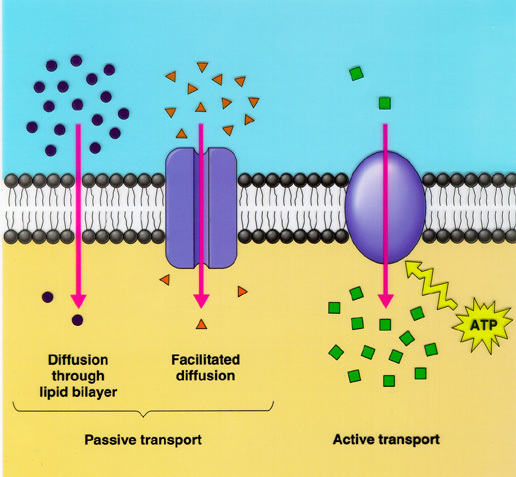 ATP
Diffusion
through
lipid bilayer
Facilitated
diffusion
Passive transport
Active transport